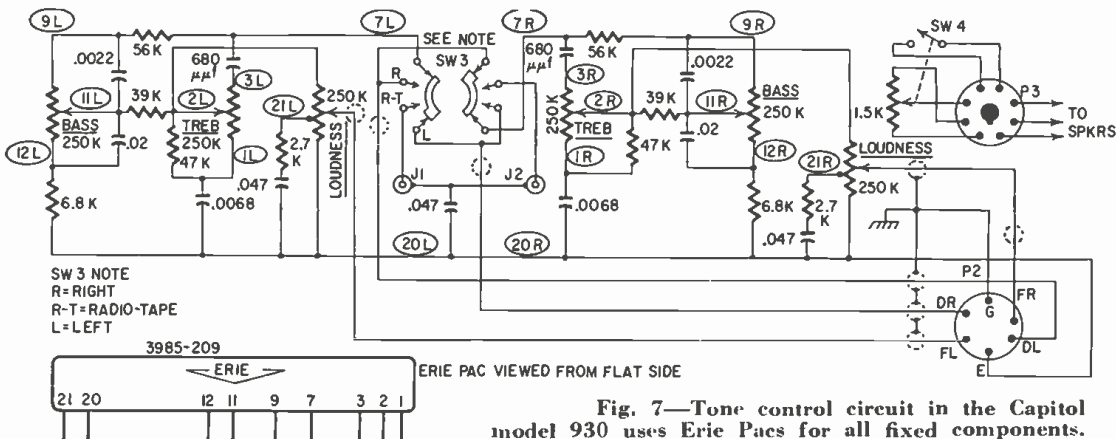 9L
7L
7R
9R
SW 4
56K
SEE NOTE
680
56K
.0022
680
μμf
3L
SW3
μμf
.0022
P3
R
3R
11L
39K
2L
21L
250K
R-T
250K
2R
39K
11R
BASS
250K
1.5K
TO
SPKRS
BASS
250K
.02
TREB
250K
2.7
K
L
TREB
.02
12L
47K
1L
LOUDNESS
J1
J2
1R
47K
12R
21R
LOUDNESS
250K
6.8K
.0068
.047
.047
.0068
6.8K
2.7
K
20L
20R
.047
SW3 NOTE
R=RIGHT
R-T=RADIO-TAPE
L=LEFT
P2
DR
G
FR
FL
DL
E
3985-209
ERIE
ERIE PAC VIEWED FROM FLAT SIDE
21 20 12 11 9 7 3 2 1
Fig. 7—Tone control circuit in the Capitol
model 930 uses Erie Pacs for all fixed components.